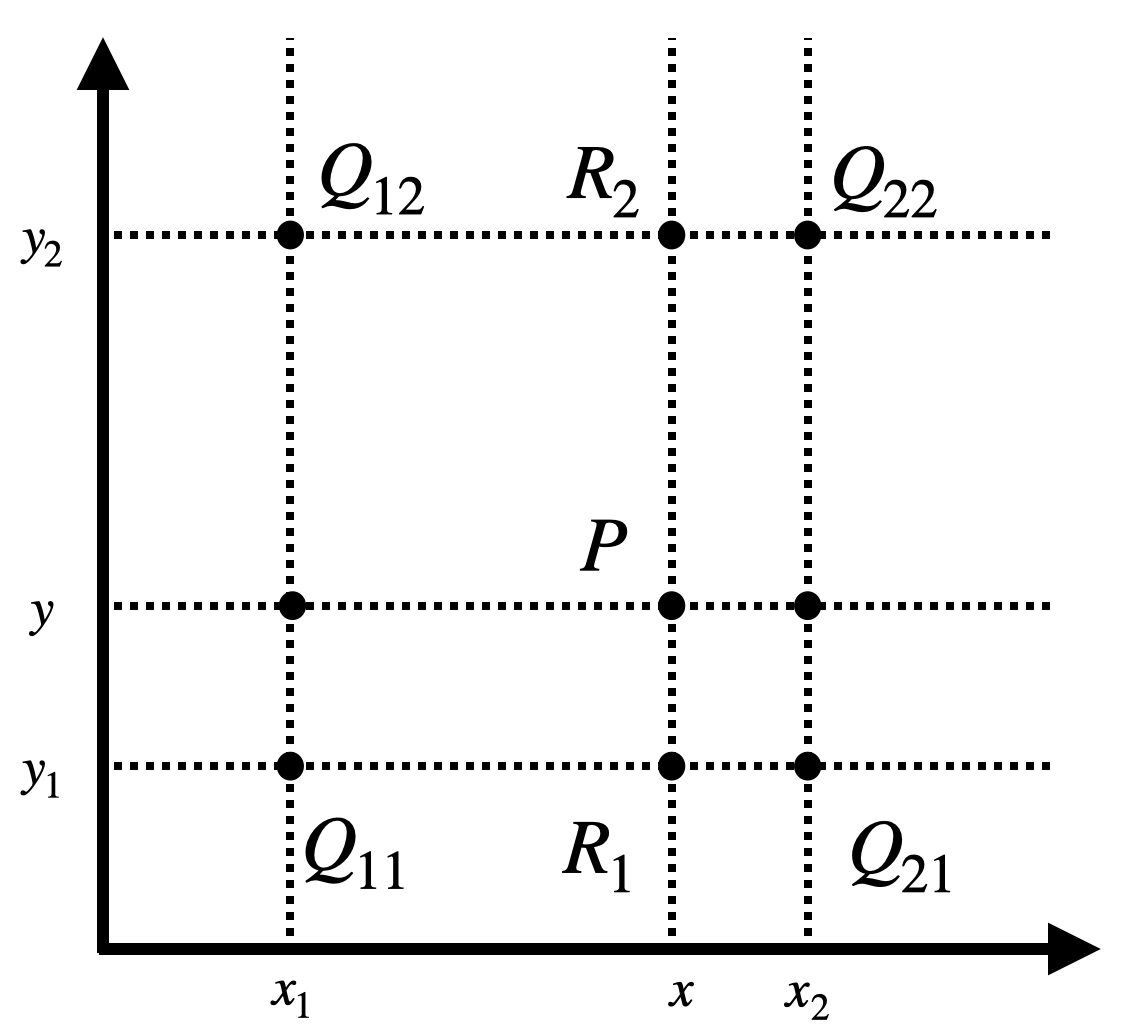 Q₁₂ R₂ Q₂₂
y₂
P
y
y₁
Q₁₁ R₁ Q₂₁
x₁ x x₂